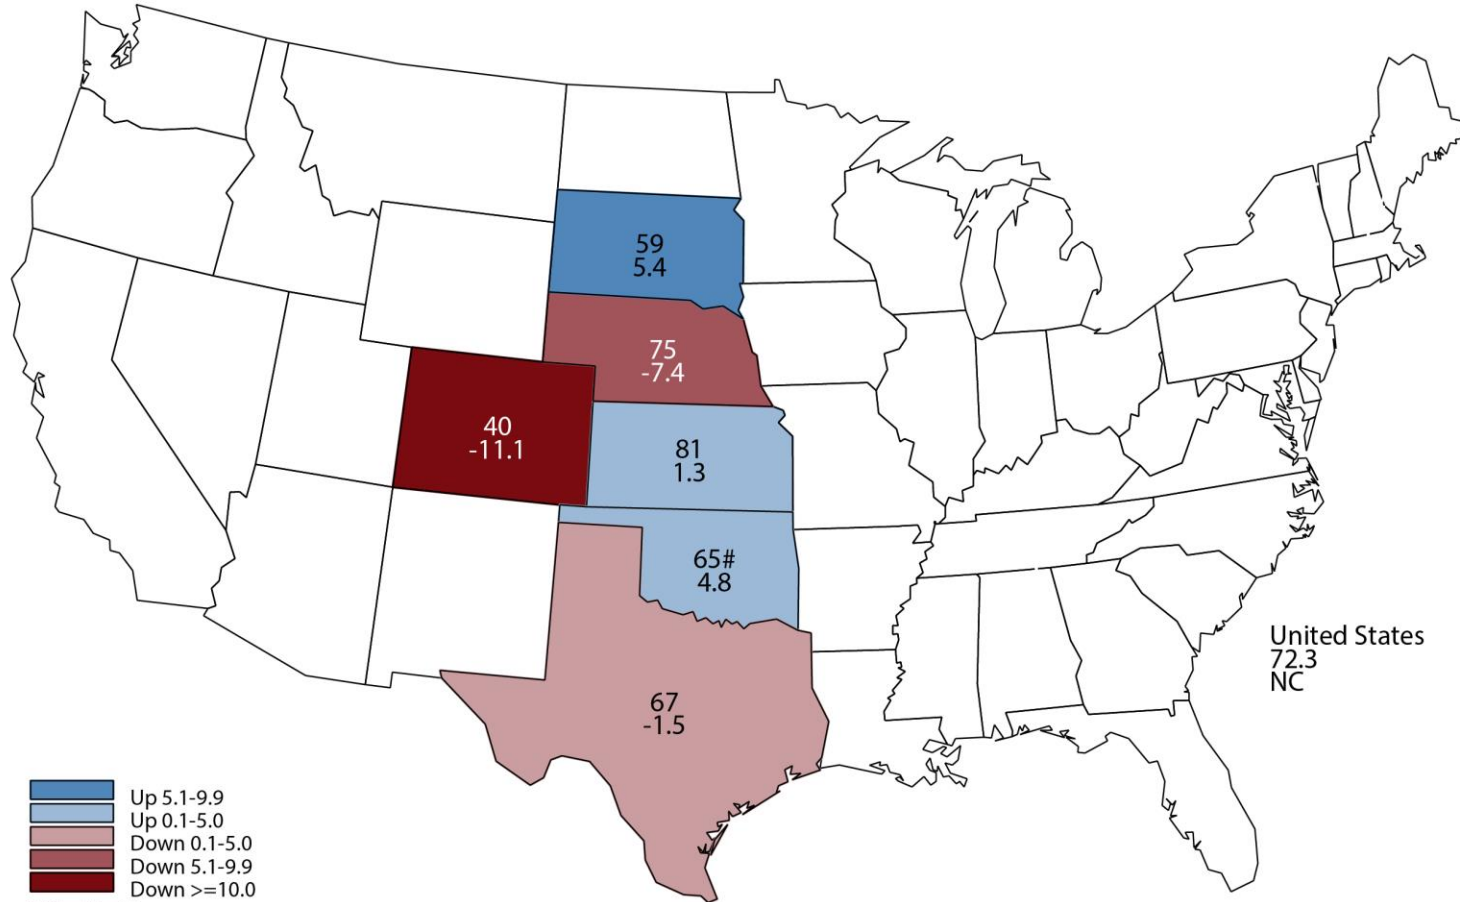 59
5.4
75
-7.4
40
-11.1
81
1.3
65#
4.8
67
-1.5
United States
72.3
NC
Up 5.1-9.9
Up 0.1-5.0
Down 0.1-5.0
Down 5.1-9.9
Down >=10.0